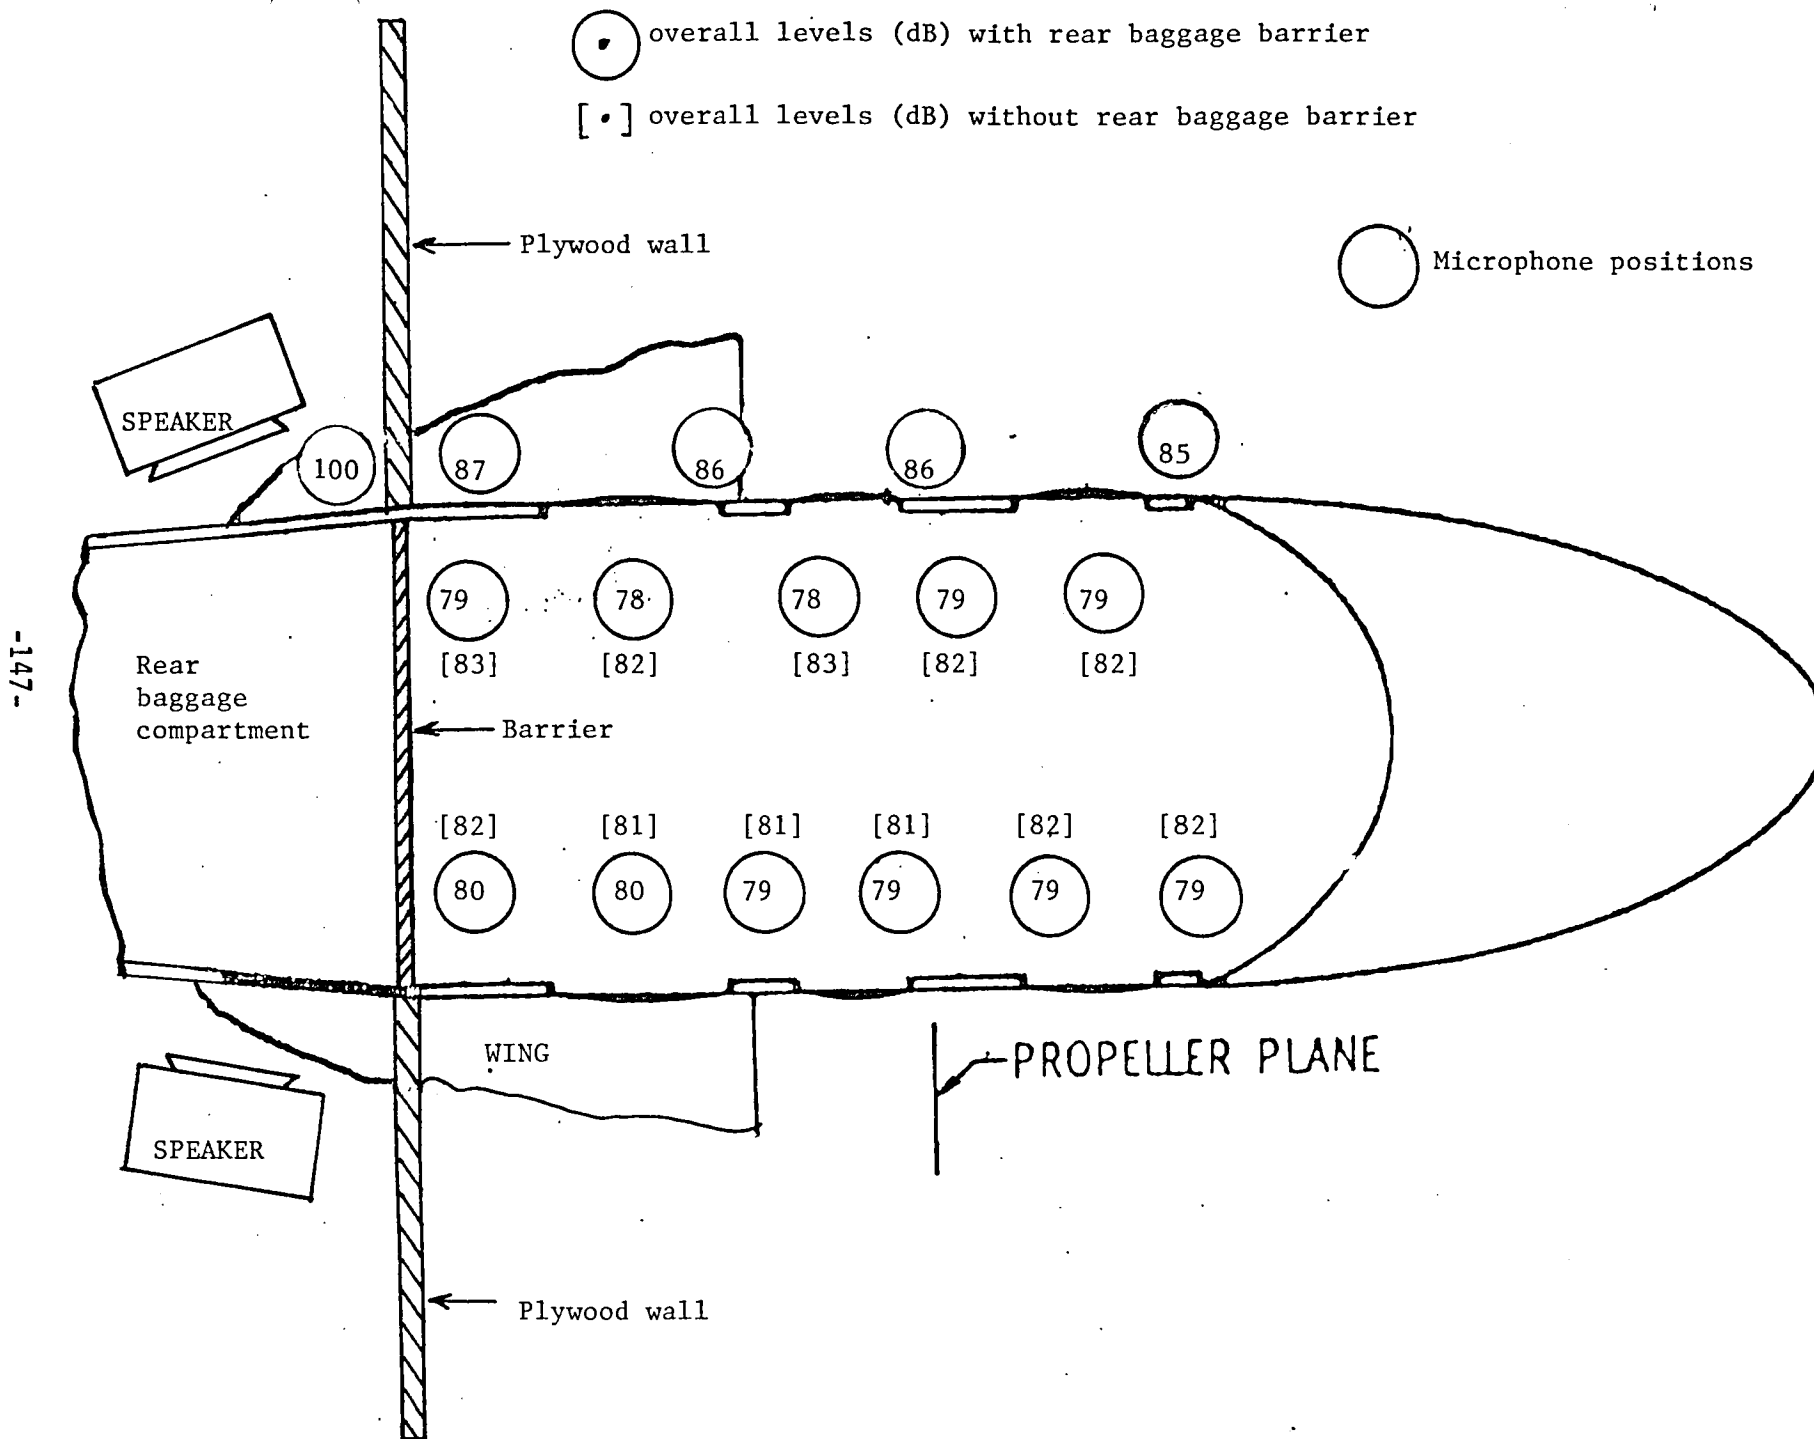 overall levels (dB) with rear baggage barrier
[•] overall levels (dB) without rear baggage barrier
Plywood wall
Microphone positions
SPEAKER
100 87 86 86 85
79 78 78 79 79
[83] [82] [83] [82] [82]
Rear
baggage
compartment
Barrier
-147-
[82] [81] [81] [81] [82] [82]
80 80 79 79 79 79
WING
PROPELLER PLANE
SPEAKER
Plywood wall